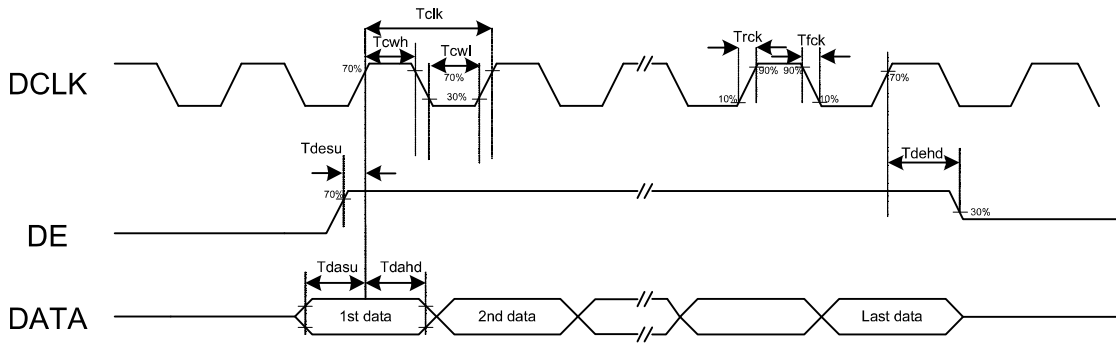 Tclk
Tcwh
Tcwl
Trck
Tfck
DCLK
70%
70%
30%
90%
90%
10%
10%
70%
Tdesu
Tdehd
70%
30%
DE
Tdasu
Tdahd
DATA
1st data
2nd data
Last data